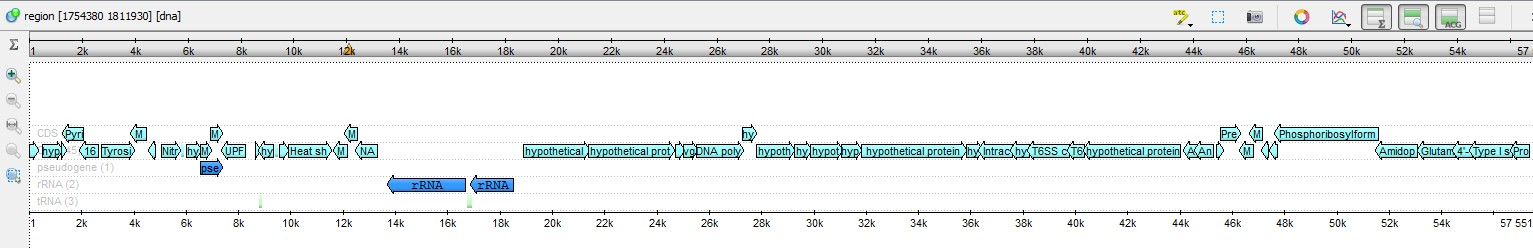 region [1754380 1811930] [dna]
1 2k 4k 6k 8k 10k 12k 14k 16k 18k 20k 22k 24k 26k 28k 30k 32k 34k 36k 38k 40k 42k 44k 46k 48k 50k 52k 54k 57
CDS Pyri M M M hy Pre M Phosphoribosylform
hyp 16 Tyrosi Nitr hy M UPF hy Heat sh M NA hypothetical hypothetical prot DNA poly hypoth hy hypot hyp hypothetical protein hy Intrac hy T6SS c T6 hypothetical protein A An M Amidop Glutam 4'- Type I s Pro
pseudogene (1) pse
rRNA (2) rRNA rRNA
tRNA (3)
1 2k 4k 6k 8k 10k 12k 14k 16k 18k 20k 22k 24k 26k 28k 30k 32k 34k 36k 38k 40k 42k 44k 46k 48k 50k 52k 54k 57 551